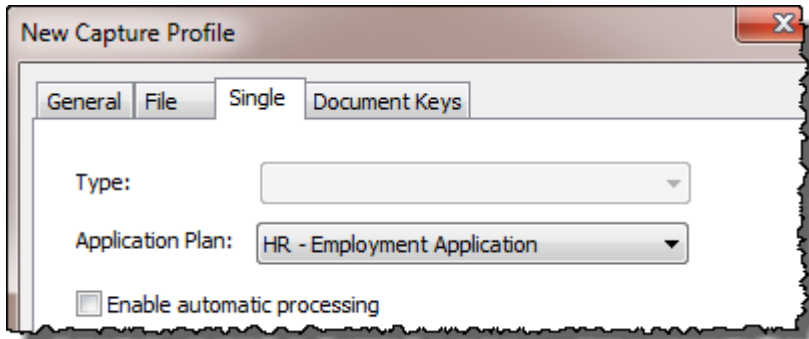 New Capture Profile
General File Single Document Keys
Type:
Application Plan: HR - Employment Application
Enable automatic processing